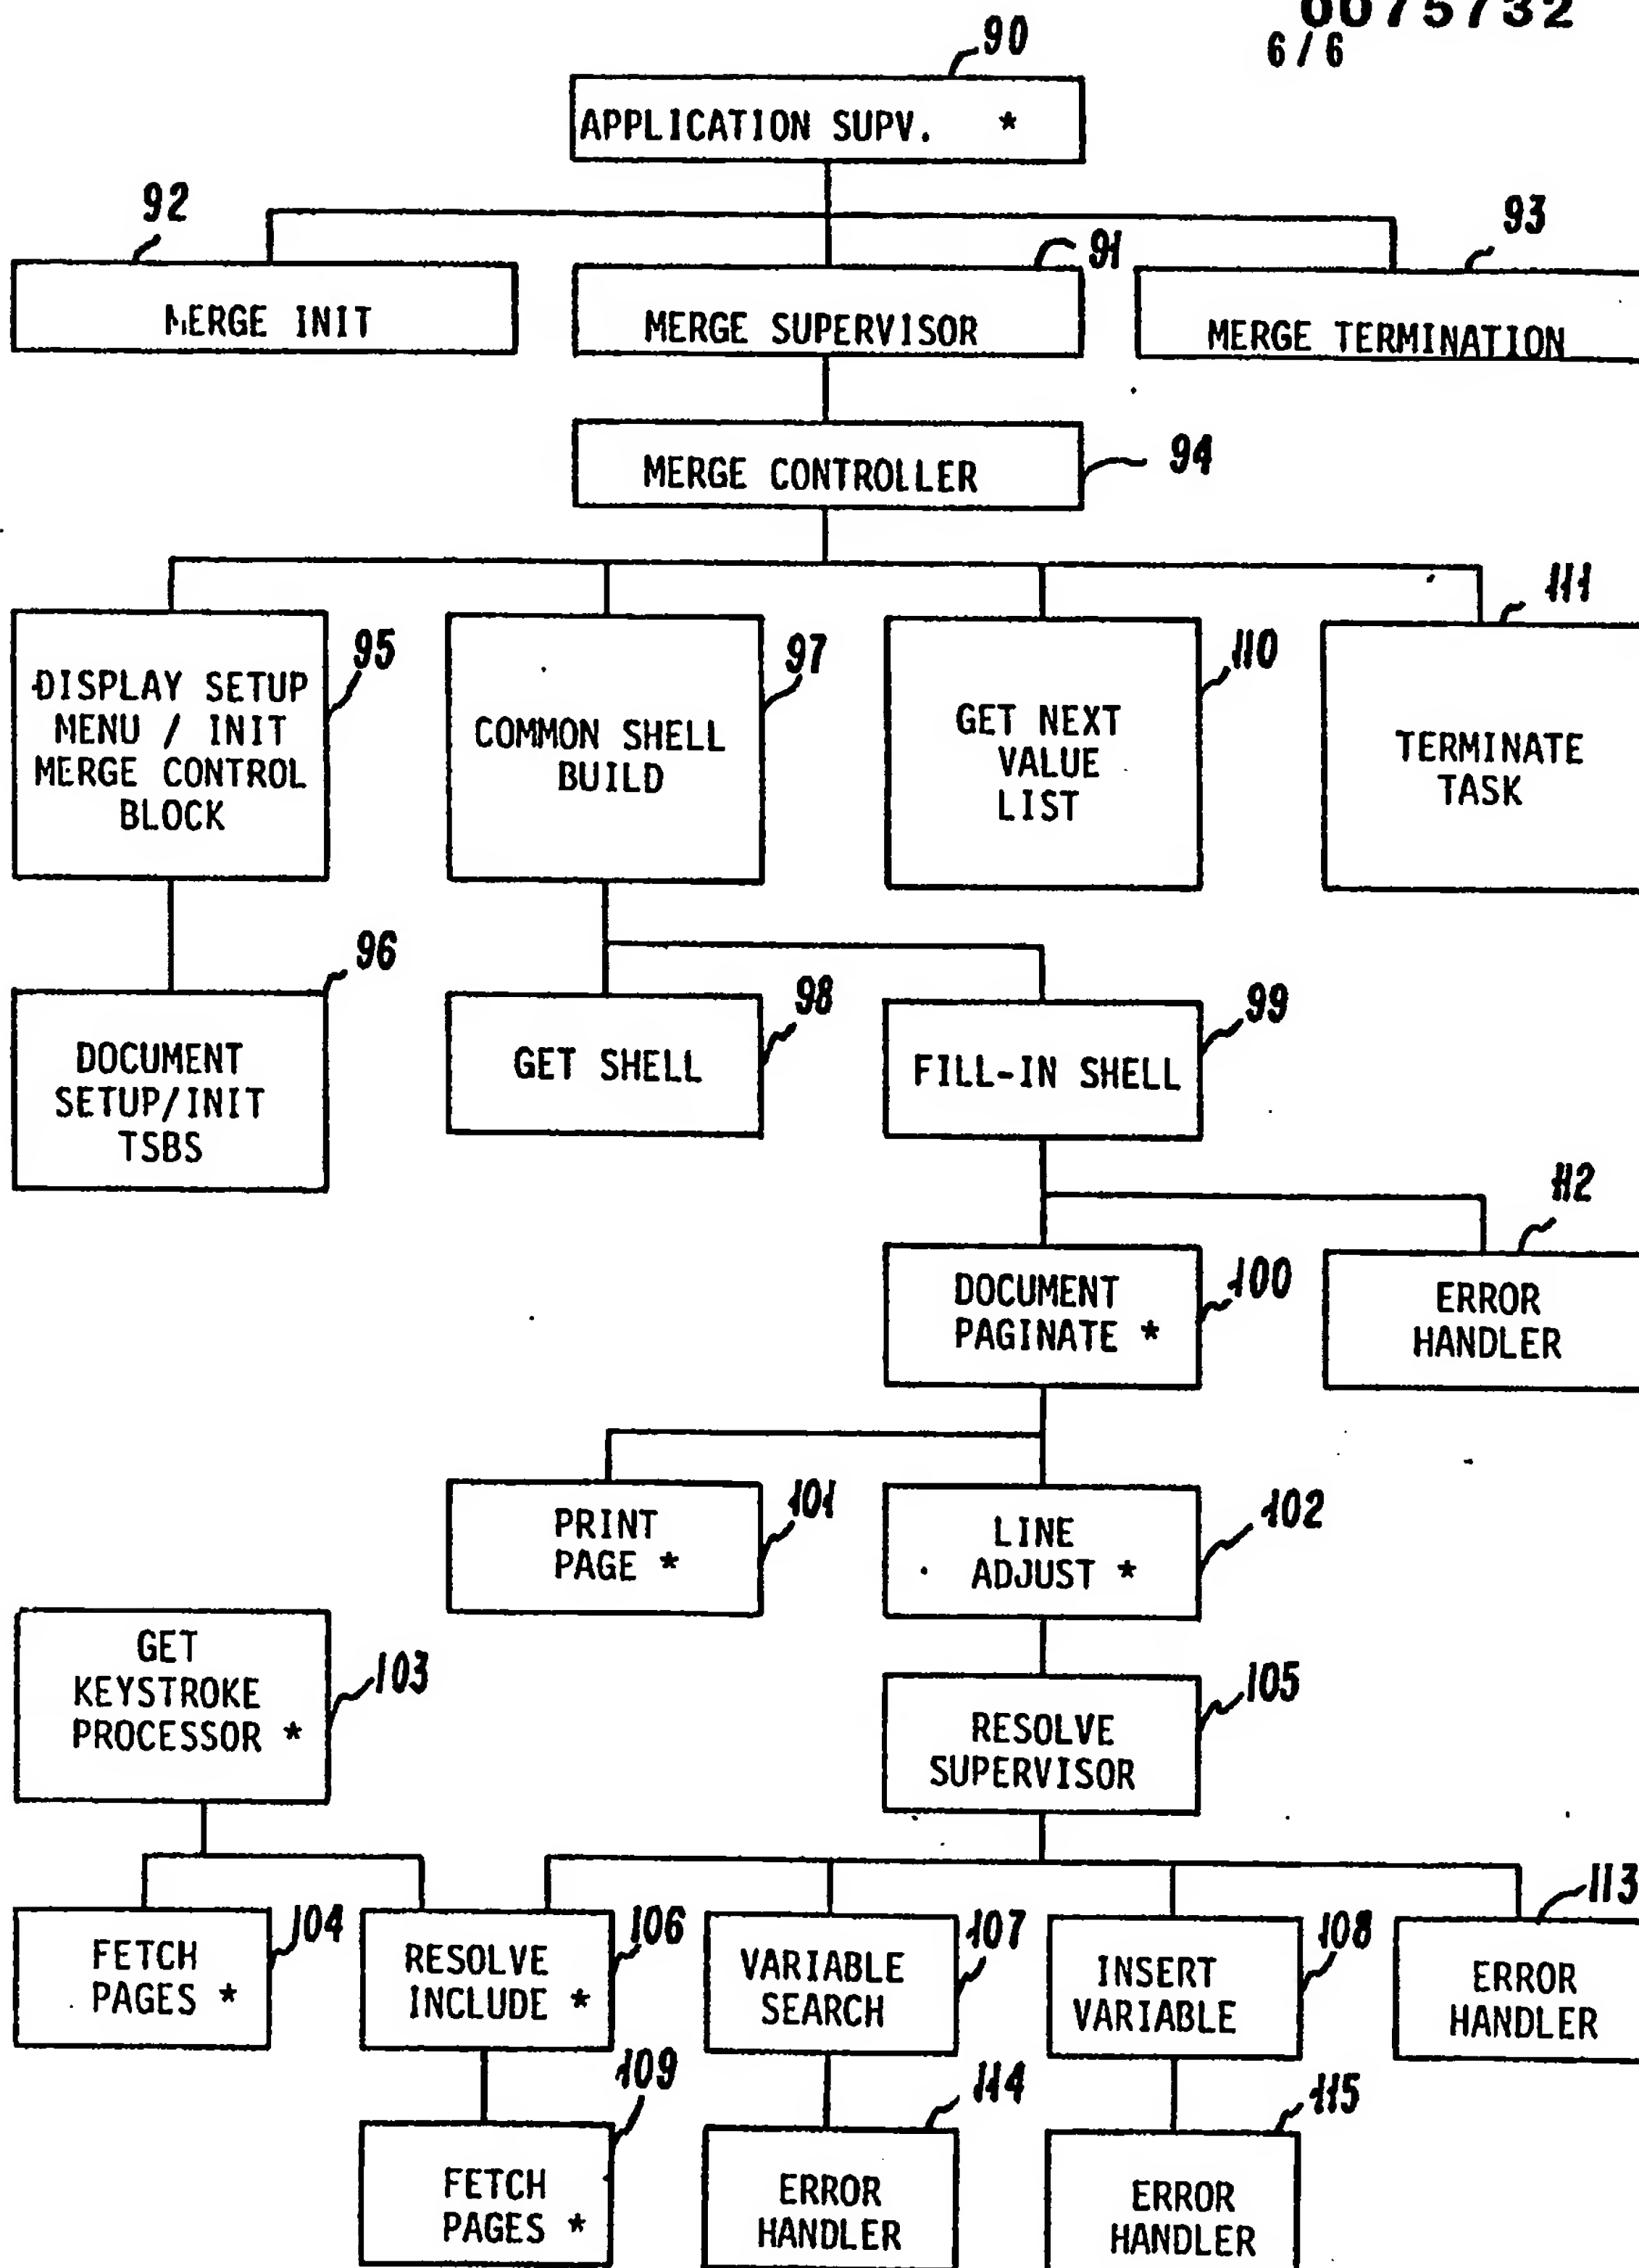 0075732
6/6
90
APPLICATION SUPV. *
92
91
93
MERGE INIT
MERGE SUPERVISOR
MERGE TERMINATION
MERGE CONTROLLER
94
95
97
110
111
DISPLAY SETUP
MENU / INIT
MERGE CONTROL
BLOCK
COMMON SHELL
BUILD
GET NEXT
VALUE
LIST
TERMINATE
TASK
96
98
99
DOCUMENT
SETUP/INIT
TSBS
GET SHELL
FILL-IN SHELL
100
112
DOCUMENT
PAGINATE *
ERROR
HANDLER
101
102
PRINT
PAGE *
LINE
ADJUST *
103
105
GET
KEYSTROKE
PROCESSOR *
RESOLVE
SUPERVISOR
104
106
107
108
113
FETCH
PAGES *
RESOLVE
INCLUDE *
VARIABLE
SEARCH
INSERT
VARIABLE
ERROR
HANDLER
109
114
115
FETCH
PAGES *
ERROR
HANDLER
ERROR
HANDLER